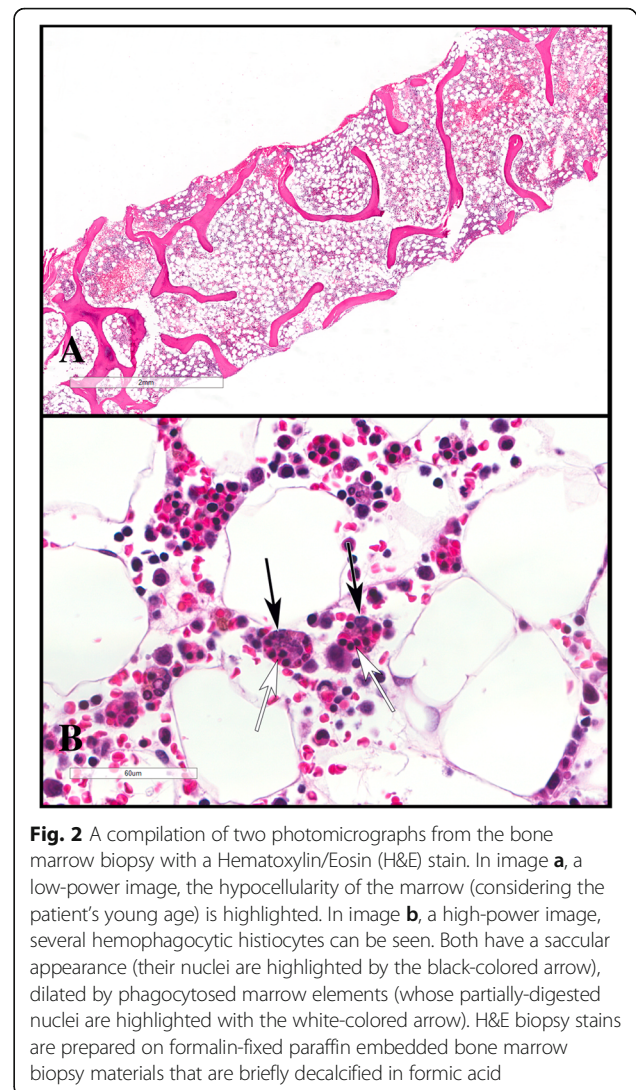 A
2mm
B
60um
Fig. 2 A compilation of two photomicrographs from the bone
marrow biopsy with a Hematoxylin/Eosin (H&E) stain. In image a, a
low-power image, the hypocellularity of the marrow (considering the
patient's young age) is highlighted. In image b, a high-power image,
several hemophagocytic histiocytes can be seen. Both have a saccular
appearance (their nuclei are highlighted by the black-colored arrow),
dilated by phagocytosed marrow elements (whose partially-digested
nuclei are highlighted with the white-colored arrow). H&E biopsy stains
are prepared on formalin-fixed paraffin embedded bone marrow
biopsy materials that are briefly decalcified in formic acid